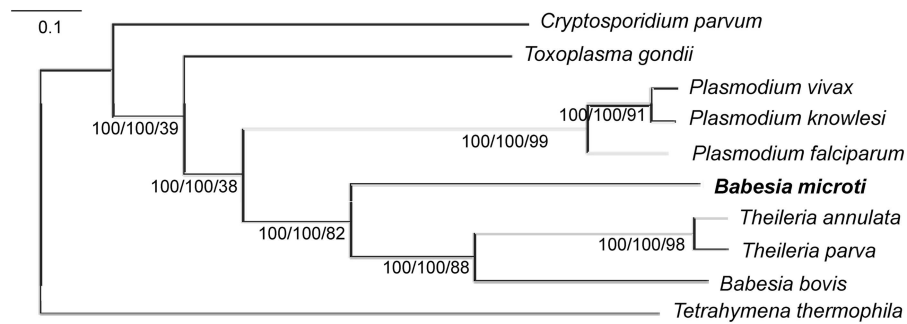 0.1
Cryptosporidium parvum
Toxoplasma gondii
Plasmodium vivax
100/100/91
Plasmodium knowlesi
100/100/39
100/100/99
Plasmodium falciparum
100/100/38
Babesia microti
Theileria annulata
100/100/82
100/100/98
Theileria parva
100/100/88
Babesia bovis
Tetrahymena thermophila